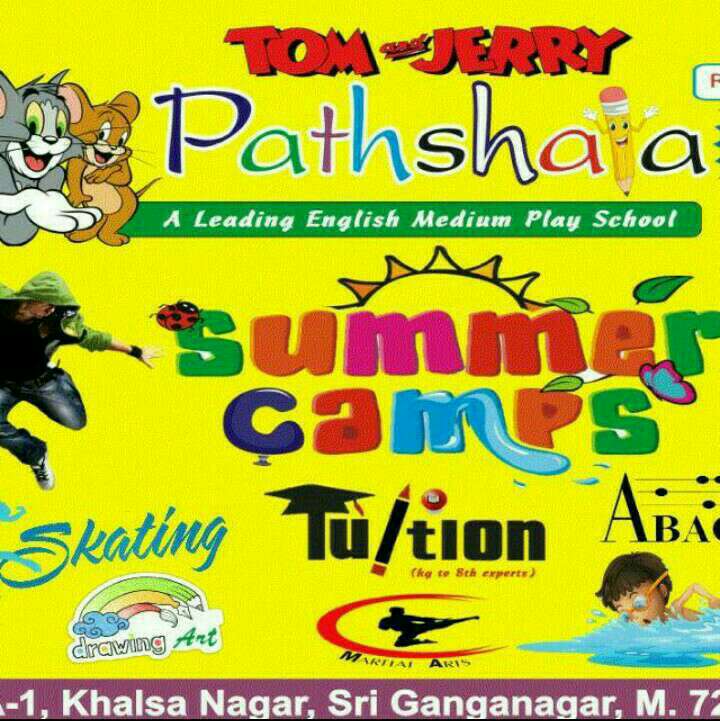 TOM and JERRY
Pathshala
A Leading English Medium Play School
Summer
Camps
Skating
Tuition
(kg to 8th experts)
drawing Art
MARTIAL ARTS
-1, Khalsa Nagar, Sri Ganganagar, M. 72